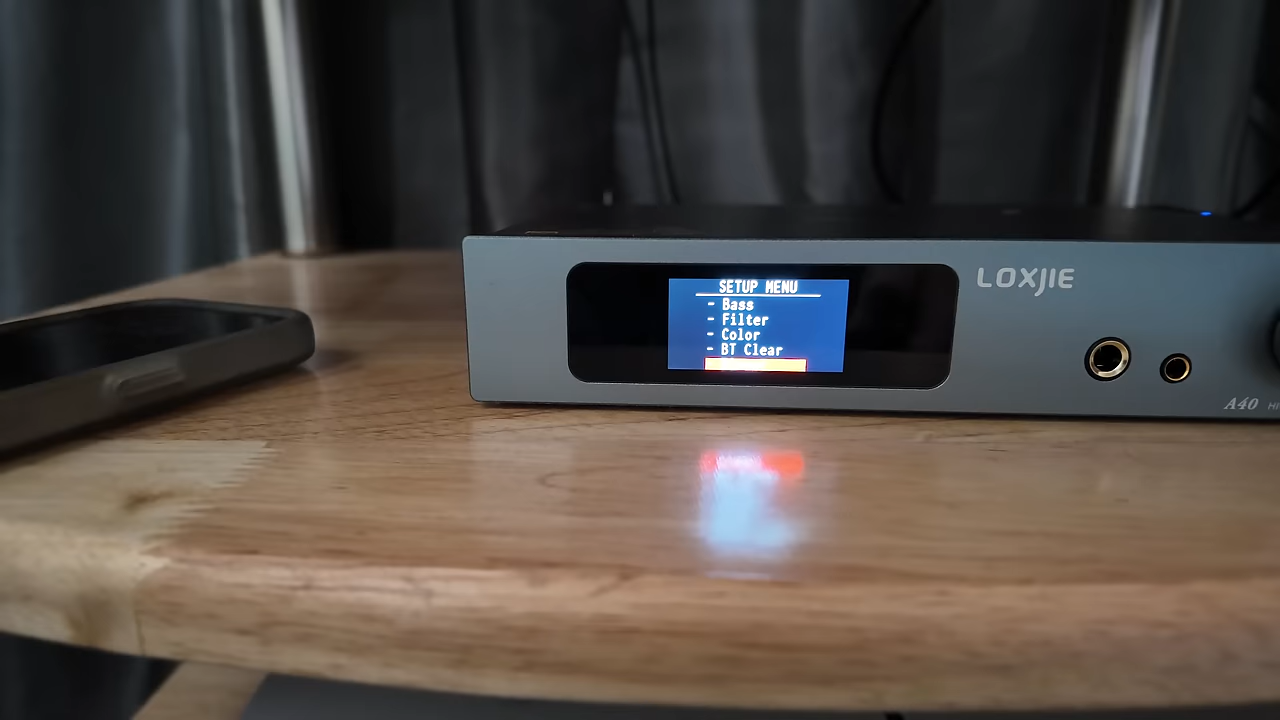 SETUP MENU
- Bass
- Filter
- Color
- BT Clear
LOXJIE
A40